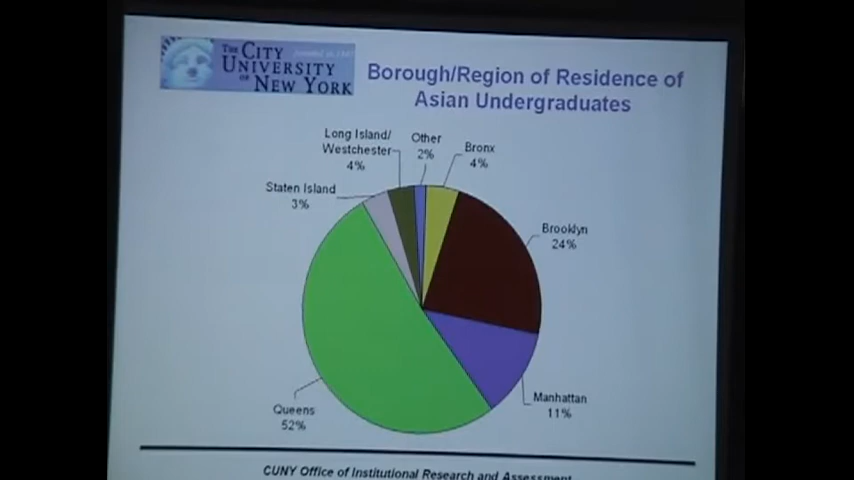 THE CITY
UNIVERSITY
OF NEW YORK
Borough/Region of Residence of
Asian Undergraduates
Long Island/
Westchester
4%
Other
2%
Bronx
4%
Staten Island
3%
Brooklyn
24%
Manhattan
11%
Queens
52%
CUNY Office of Institutional Research and Assessment